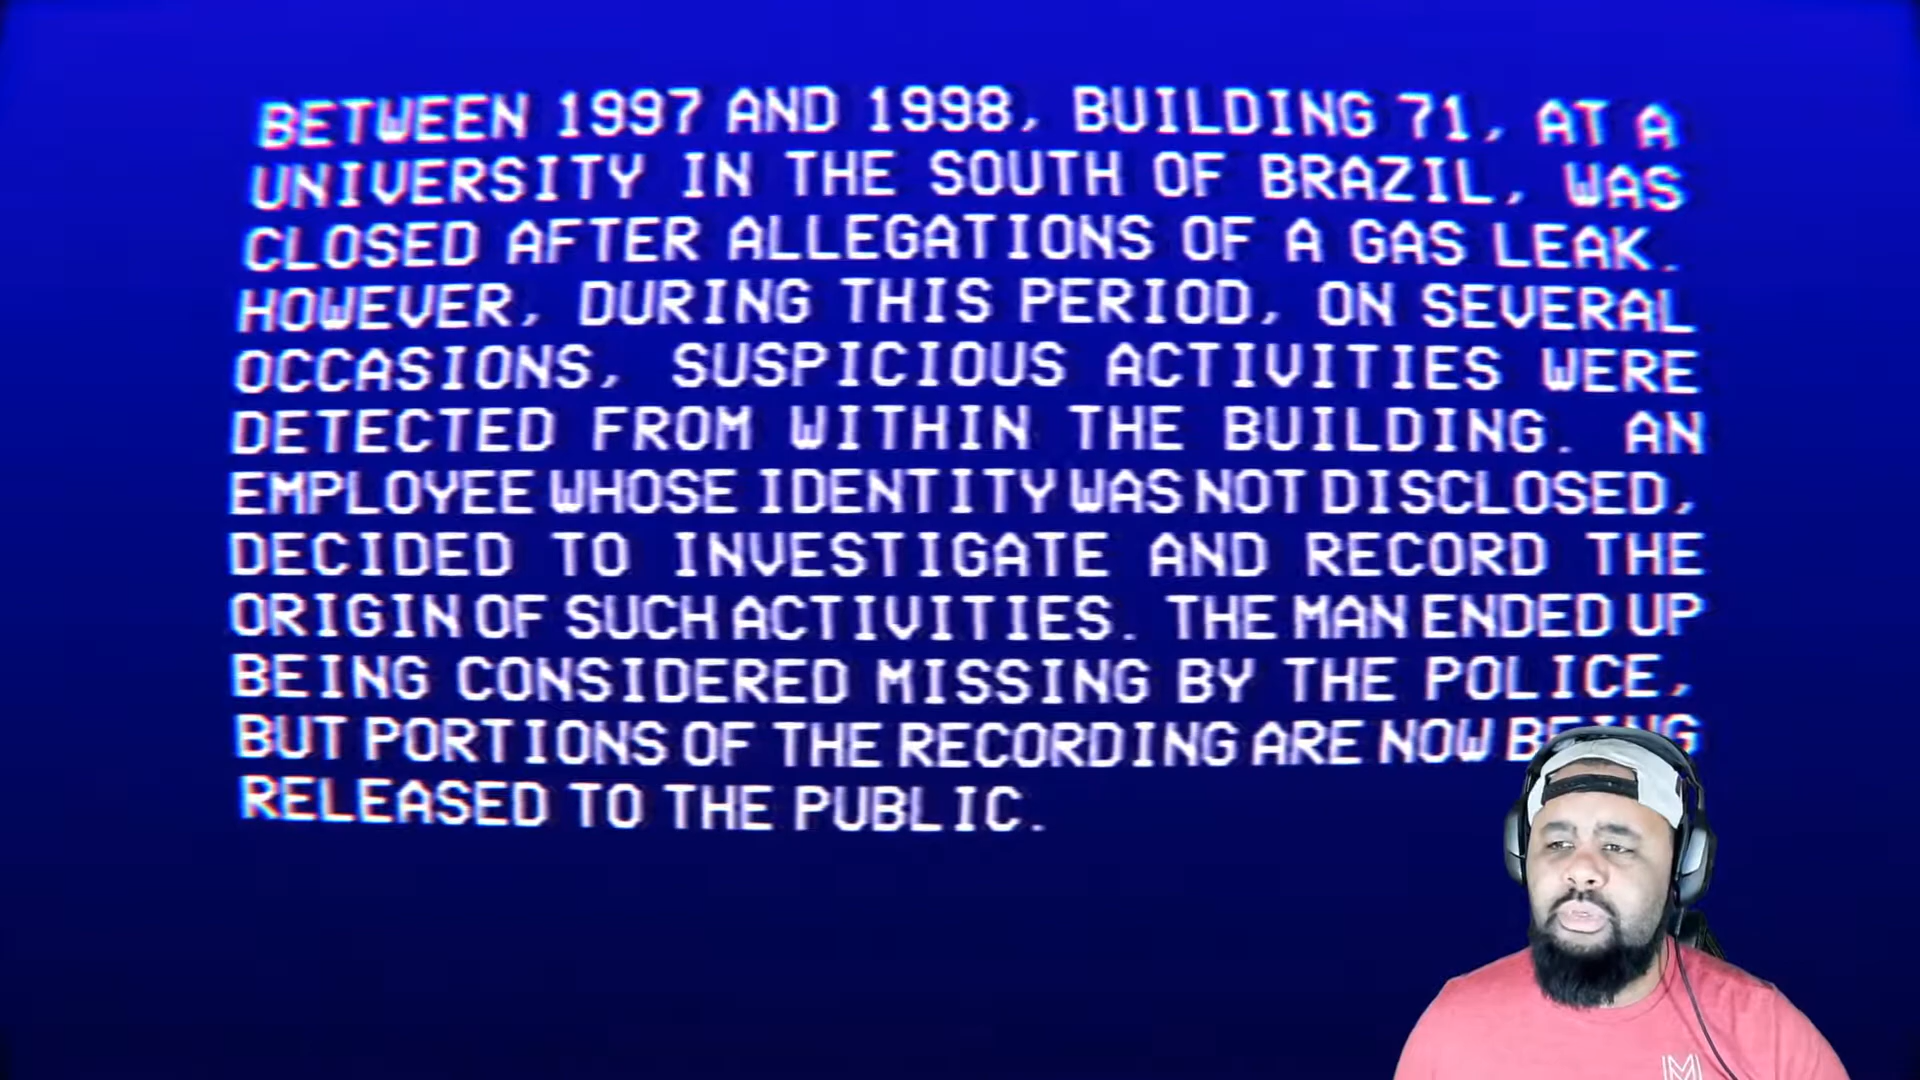 BETWEEN 1997 AND 1998, BUILDING 71, AT A
UNIVERSITY IN THE SOUTH OF BRAZIL, WAS
CLOSED AFTER ALLEGATIONS OF A GAS LEAK.
HOWEVER, DURING THIS PERIOD, ON SEVERAL
OCCASIONS, SUSPICIOUS ACTIVITIES WERE
DETECTED FROM WITHIN THE BUILDING. AN
EMPLOYEE WHOSE IDENTITY WAS NOT DISCLOSED,
DECIDED TO INVESTIGATE AND RECORD THE
ORIGIN OF SUCH ACTIVITIES. THE MAN ENDED UP
BEING CONSIDERED MISSING BY THE POLICE,
BUT PORTIONS OF THE RECORDING ARE NOW BEING
RELEASED TO THE PUBLIC.
M